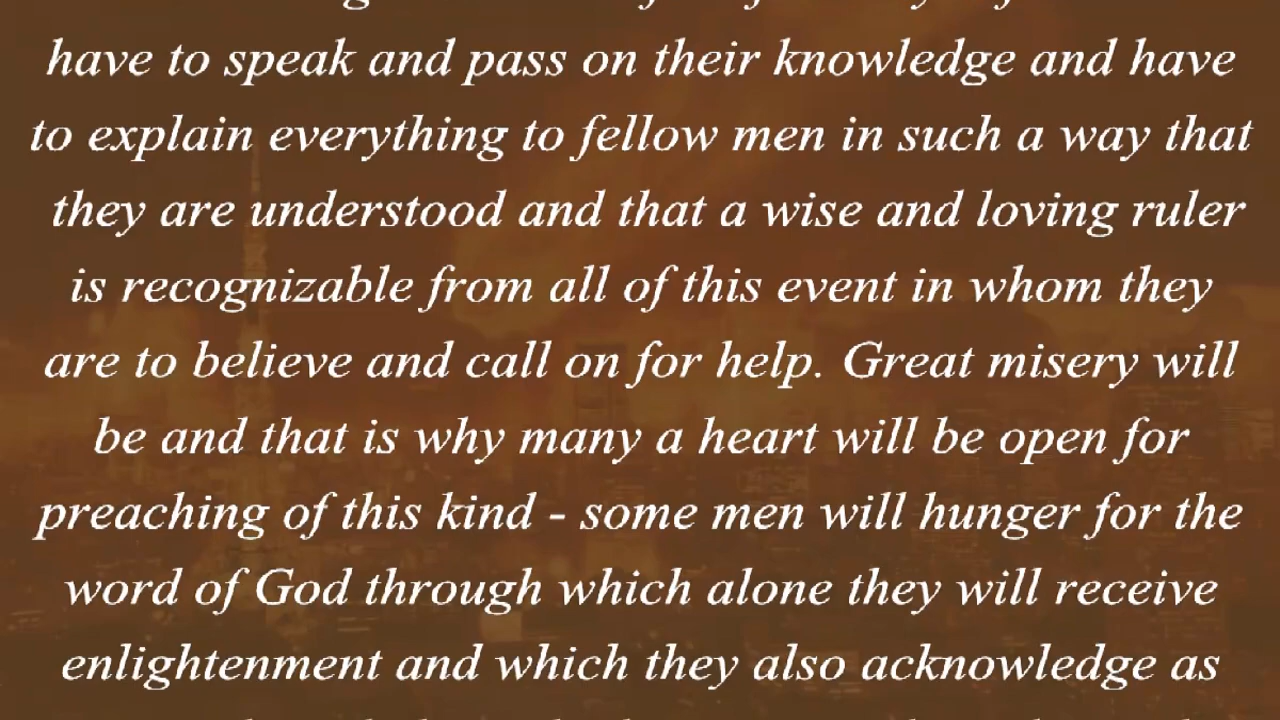 have to speak and pass on their knowledge and have
to explain everything to fellow men in such a way that
they are understood and that a wise and loving ruler
is recognizable from all of this event in whom they
are to believe and call on for help. Great misery will
be and that is why many a heart will be open for
preaching of this kind - some men will hunger for the
word of God through which alone they will receive
enlightenment and which they also acknowledge as